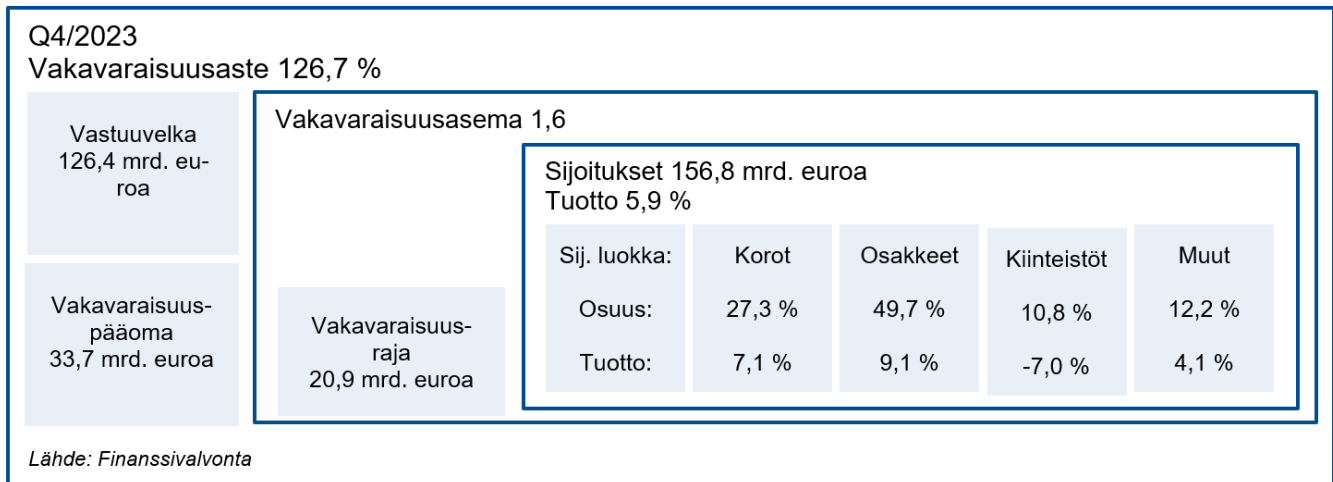 Q4/2023
Vakavaraisuusaste 126,7 %
Vastuuvelka
126,4 mrd. eu-
roa
Vakavaraisuus-
pääoma
33,7 mrd. euroa
Vakavaraisuusasema 1,6
Vakavaraisuus-
raja
20,9 mrd. euroa
Sijoitukset 156,8 mrd. euroa
Tuotto 5,9 %
Sij. luokka: Korot Osakkeet Kiinteistöt Muut
Osuus: 27,3 % 49,7 % 10,8 % 12,2 %
Tuotto: 7,1 % 9,1 % -7,0 % 4,1 %
Lähde: Finanssivalvonta